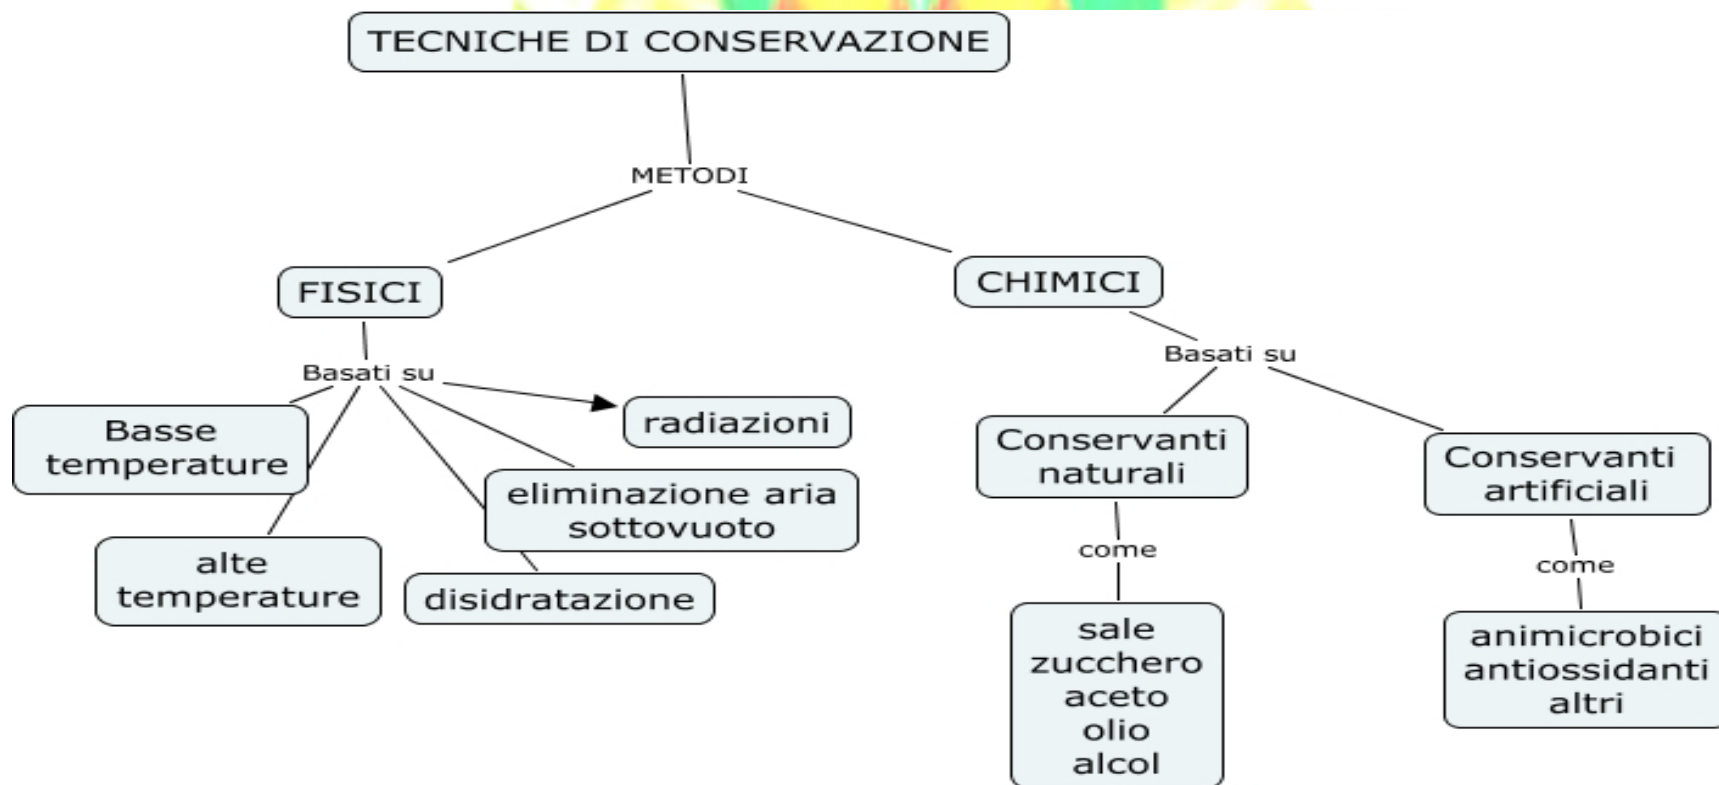 TECNICHE DI CONSERVAZIONE
METODI
FISICI
CHIMICI
Basati su
Basati su
Basse
temperature
radiazioni
eliminazione aria
sottovuoto
alte
temperature
disidratazione
Conservanti
naturali
Conservanti
artificiali
come
come
sale
zucchero
aceto
olio
alcol
animicrobici
antiossidanti
altri